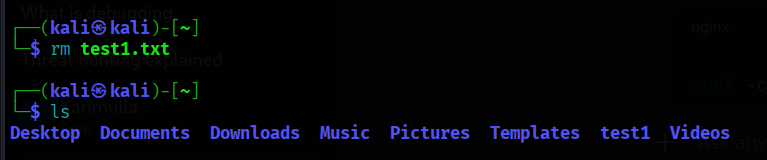 What is debugging
┌──(kali㉿kali)-[~]
└─$ rm test1.txt
nginx
Threat hunting explained
┌──(kali㉿kali)-[~]
└─$ ls
Desktop Documents Downloads Music Pictures Templates test1 Videos